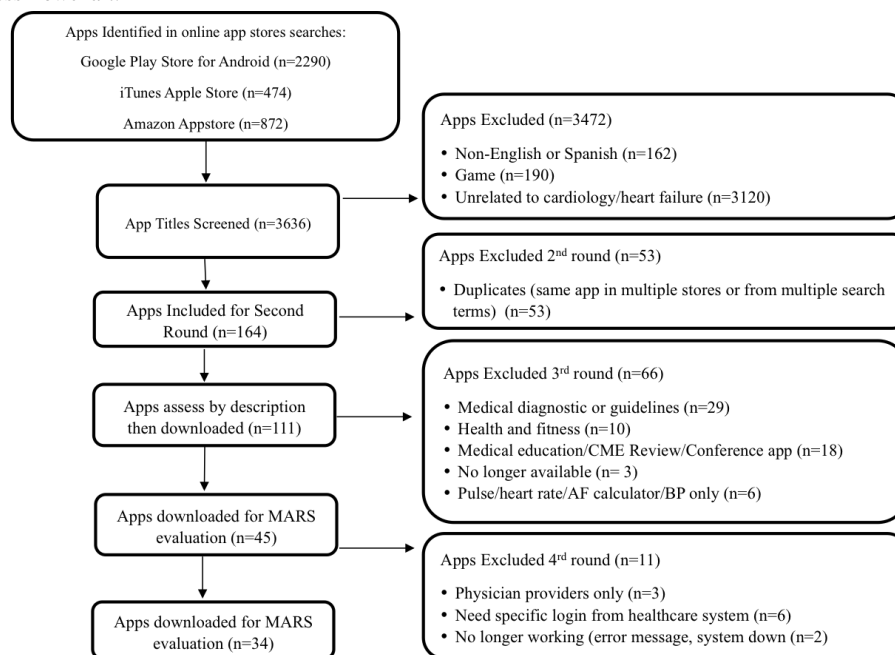 Apps Identified in online app stores searches:
Google Play Store for Android (n=2290)
iTunes Apple Store (n=474)
Amazon Appstore (n=872)
Apps Excluded (n=3472)
• Non-English or Spanish (n=162)
• Game (n=190)
• Unrelated to cardiology/heart failure (n=3120)
App Titles Screened (n=3636)
Apps Excluded 2nd round (n=53)
• Duplicates (same app in multiple stores or from multiple search
terms) (n=53)
Apps Included for Second
Round (n=164)
Apps Excluded 3rd round (n=66)
• Medical diagnostic or guidelines (n=29)
• Health and fitness (n=10)
• Medical education/CME Review/Conference app (n=18)
• No longer available (n= 3)
• Pulse/heart rate/AF calculator/BP only (n=6)
Apps assess by description
then downloaded (n=111)
Apps downloaded for MARS
evaluation (n=45)
Apps Excluded 4rd round (n=11)
• Physician providers only (n=3)
• Need specific login from healthcare system (n=6)
• No longer working (error message, system down (n=2)
Apps downloaded for MARS
evaluation (n=34)